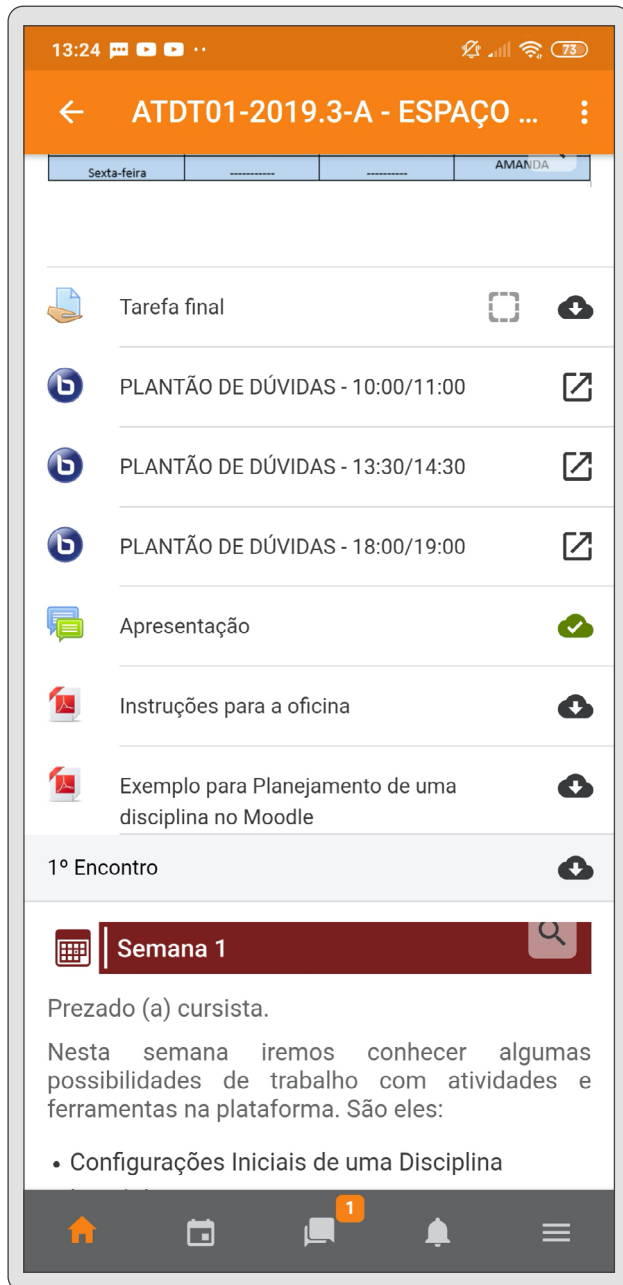 13:24
73
ATDT01-2019.3-A - ESPAÇO ...
Sexta-feira ----------- ---------- AMANDA
Tarefa final
PLANTÃO DE DÚVIDAS - 10:00/11:00
PLANTÃO DE DÚVIDAS - 13:30/14:30
PLANTÃO DE DÚVIDAS - 18:00/19:00
Apresentação
Instruções para a oficina
Exemplo para Planejamento de uma
disciplina no Moodle
1º Encontro
Semana 1
Prezado (a) cursista.
Nesta semana iremos conhecer algumas
possibilidades de trabalho com atividades e
ferramentas na plataforma. São eles:
• Configurações Iniciais de uma Disciplina
1